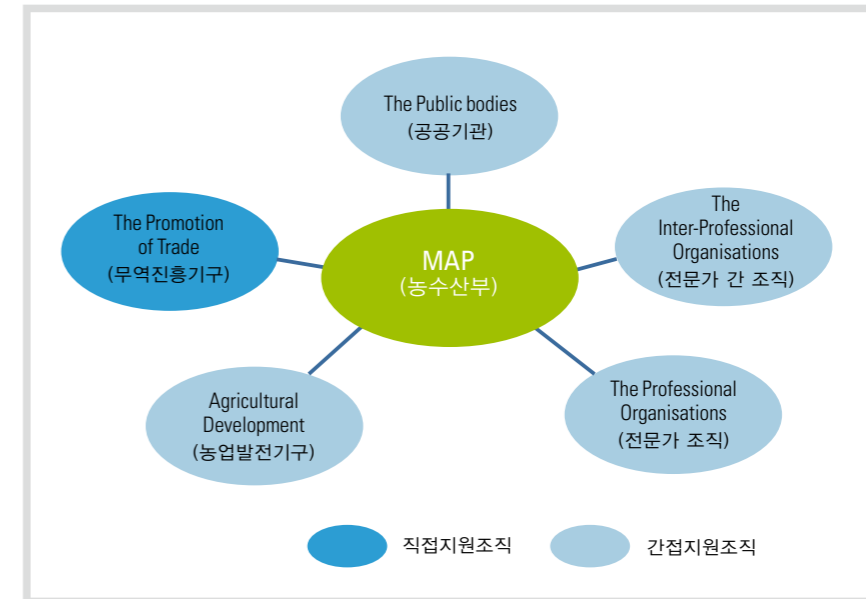 The Public bodies
(공공기관)
The Promotion
of Trade
(무역진흥기구)
The
Inter-Professional
Organisations
(전문가 간 조직)
MAP
(농수산부)
Agricultural
Development
(농업발전기구)
The Professional
Organisations
(전문가 조직)
직접지원조직
간접지원조직